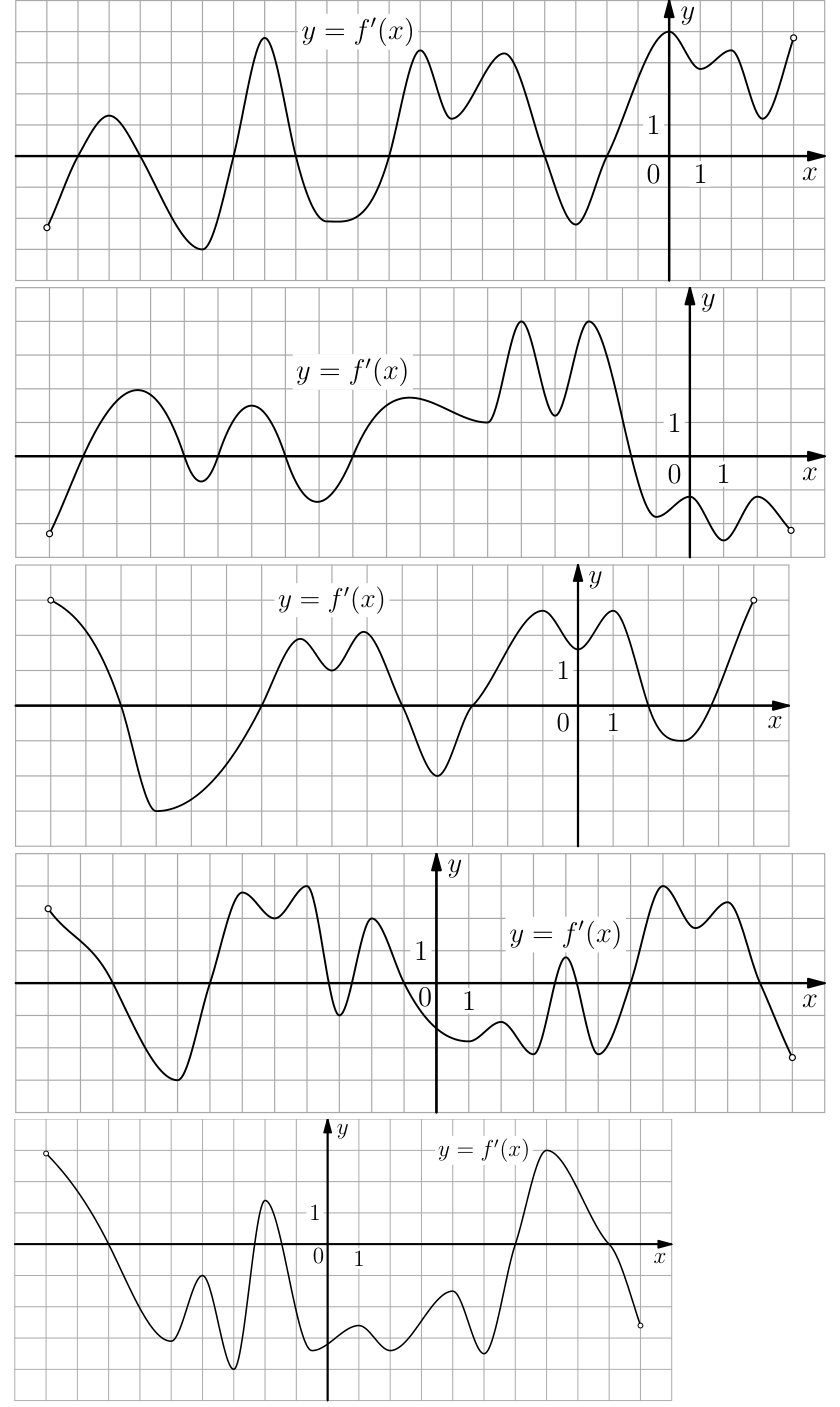 y = f′(x)
y
1
0
1
x
y
y = f′(x)
1
0
1
x
y = f′(x)
y
1
0
1
x
y
y = f′(x)
1
0
1
x
y
y = f′(x)
1
0
1
x